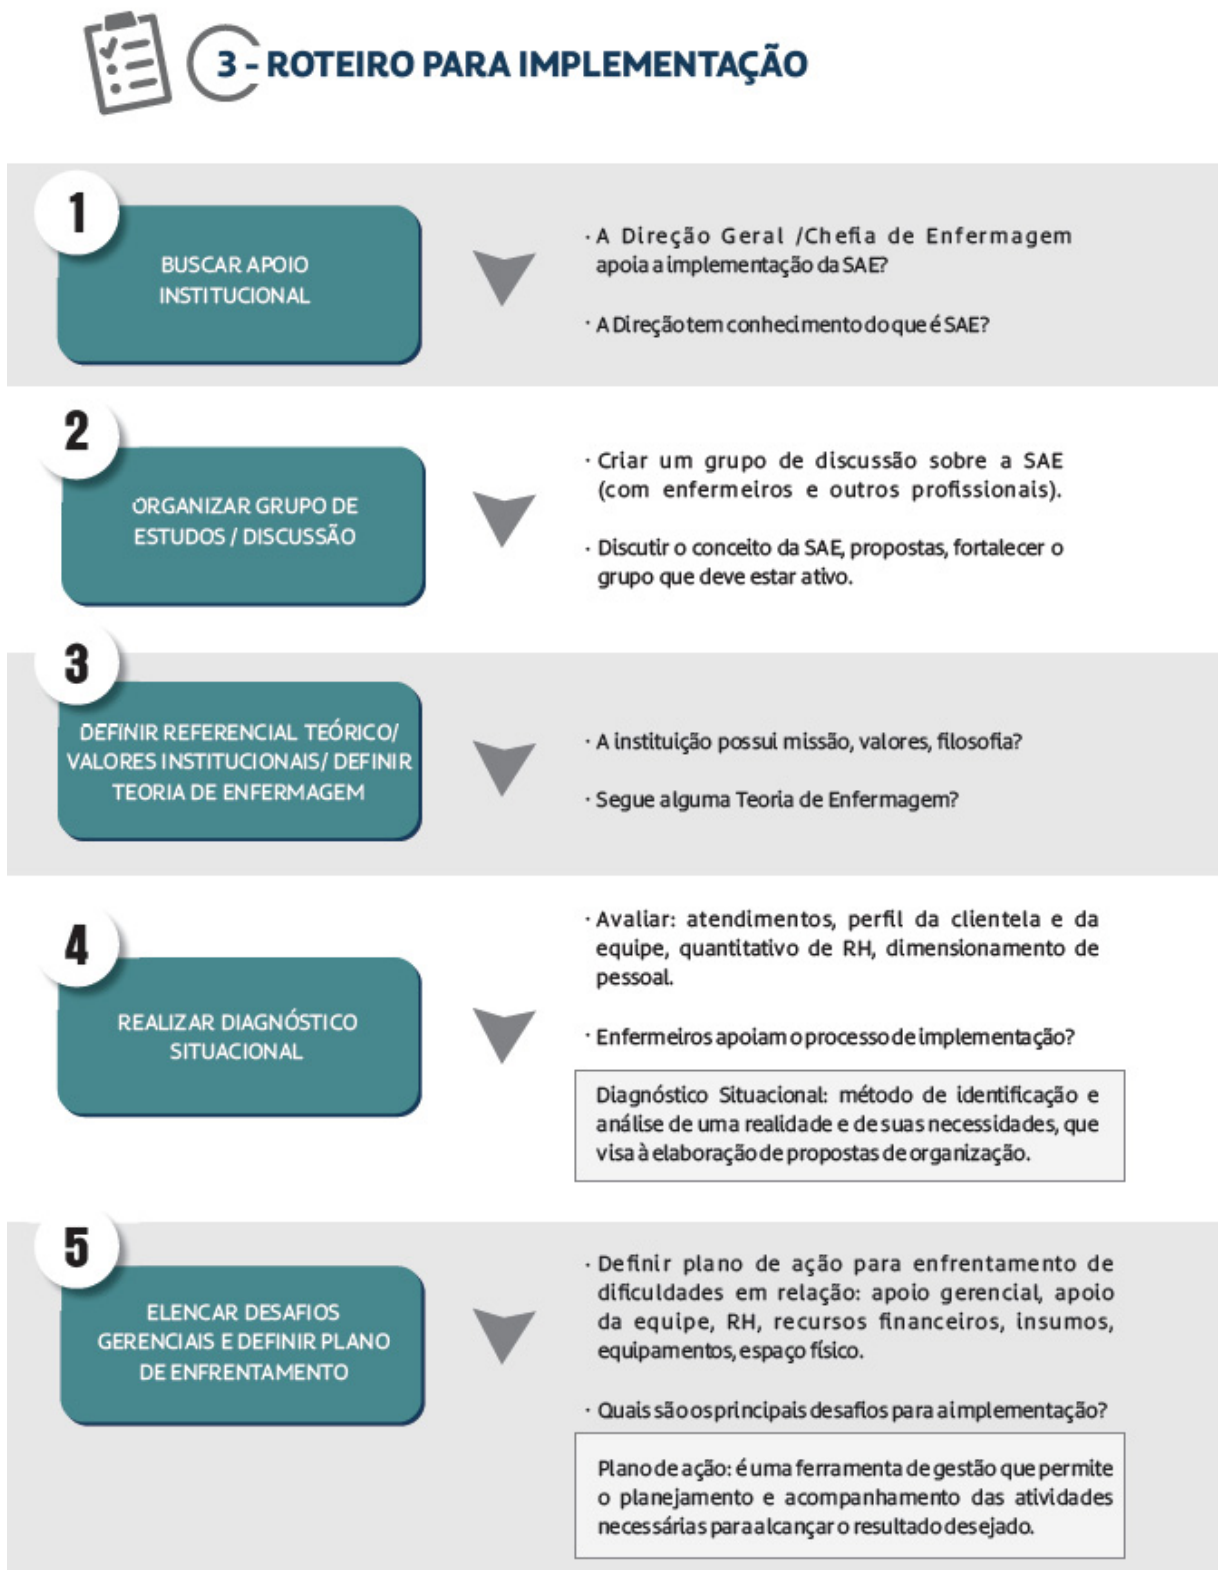 3 - ROTEIRO PARA IMPLEMENTAÇÃO
1
BUSCAR APOIO
INSTITUCIONAL
· A Direção Geral /Chefia de Enfermagem
apoia a implementação da SAE?
· A Direção tem conhecimento do que é SAE?
2
ORGANIZAR GRUPO DE
ESTUDOS / DISCUSSÃO
· Criar um grupo de discussão sobre a SAE
(com enfermeiros e outros profissionais).
· Discutir o conceito da SAE, propostas, fortalecer o
grupo que deve estar ativo.
3
DEFINIR REFERENCIAL TEÓRICO/
VALORES INSTITUCIONAIS/ DEFINIR
TEORIA DE ENFERMAGEM
· A instituição possui missão, valores, filosofia?
· Segue alguma Teoria de Enfermagem?
4
REALIZAR DIAGNÓSTICO
SITUACIONAL
· Avaliar: atendimentos, perfil da clientela e da
equipe, quantitativo de RH, dimensionamento de
pessoal.
· Enfermeiros apoiam o processo de implementação?
Diagnóstico Situacional: método de identificação e
análise de uma realidade e de suas necessidades, que
visa à elaboração de propostas de organização.
5
ELENCAR DESAFIOS
GERENCIAIS E DEFINIR PLANO
DE ENFRENTAMENTO
· Definir plano de ação para enfrentamento de
dificuldades em relação: apoio gerencial, apoio
da equipe, RH, recursos financeiros, insumos,
equipamentos, espaço físico.
· Quais são os principais desafios para a implementação?
Plano de ação: é uma ferramenta de gestão que permite
o planejamento e acompanhamento das atividades
necessárias para alcançar o resultado desejado.